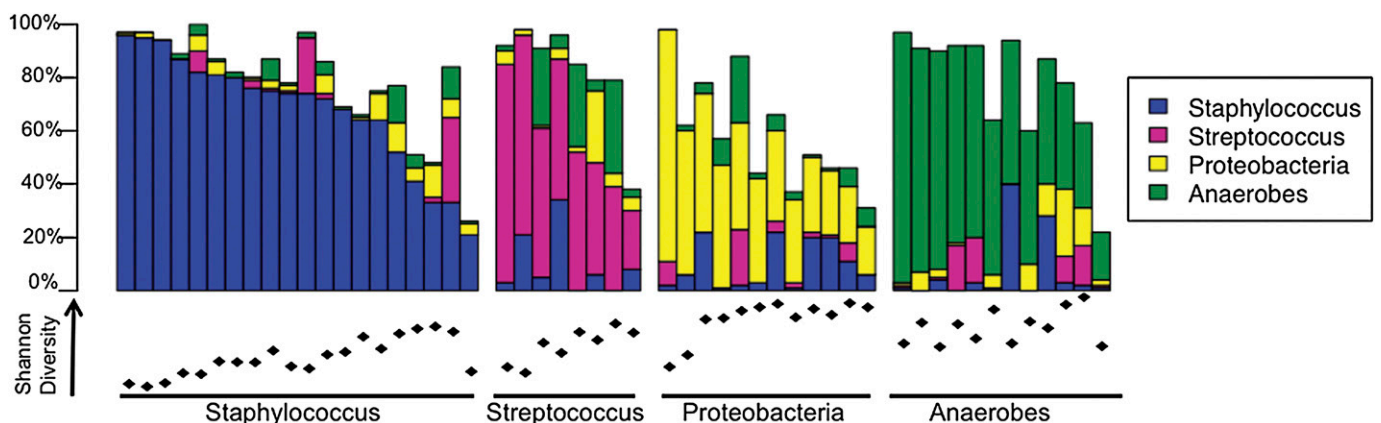 100%
80%
60%
40%
20%
0%
Shannon
Diversity
Staphylococcus
Streptococcus
Proteobacteria
Anaerobes
Staphylococcus
Streptococcus
Proteobacteria
Anaerobes